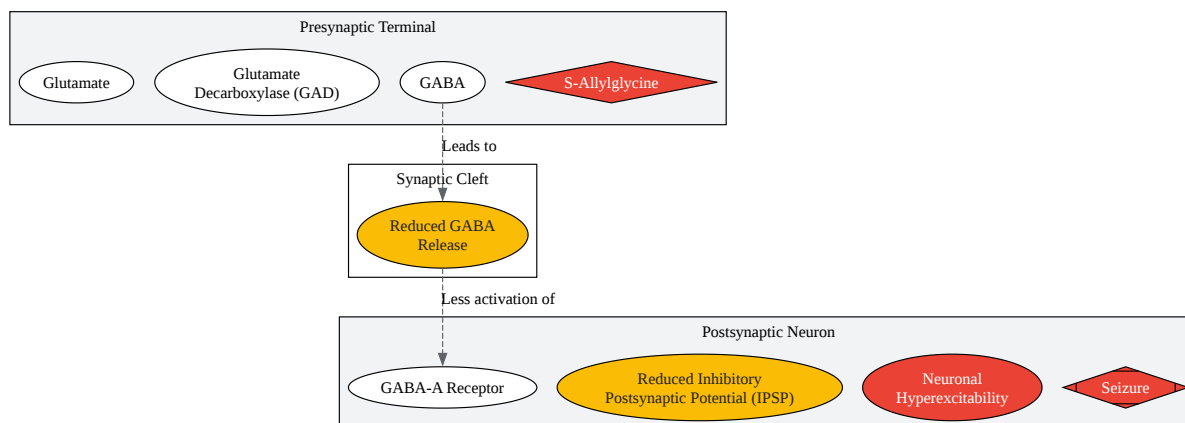 Presynaptic Terminal
Glutamate
Glutamate
Decarboxylase (GAD)
GABA
S-Allylglycine
Leads to
Synaptic Cleft
Reduced GABA
Release
Less activation of
Postsynaptic Neuron
GABA-A Receptor
Reduced Inhibitory
Postsynaptic Potential (IPSP)
Neuronal
Hyperexcitability
Seizure